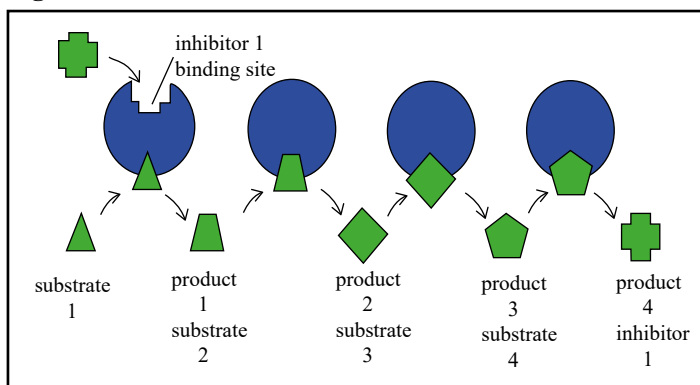 inhibitor 1
binding site
substrate
1
product
1
substrate
2
product
2
substrate
3
product
3
substrate
4
product
4
inhibitor
1